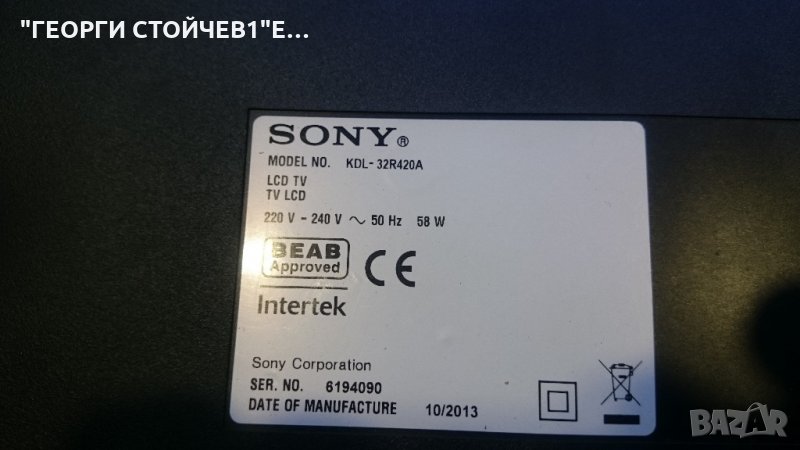 "ГЕОРГИ СТОЙЧЕВ1"Е...
SONY®
MODEL NO. KDL-32R420A
LCD TV
TV LCD
220 V - 240 V ~ 50 Hz 58 W
BEAB
Approved
CE
Intertek
Sony Corporation
SER. NO. 6194090
DATE OF MANUFACTURE 10/2013
BAZAR